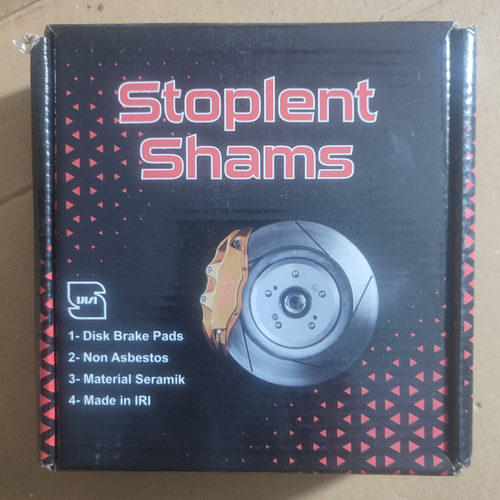 Stoplent
Shams
1- Disk Brake Pads
2- Non Asbestos
3- Material Seramik
4- Made in IRI